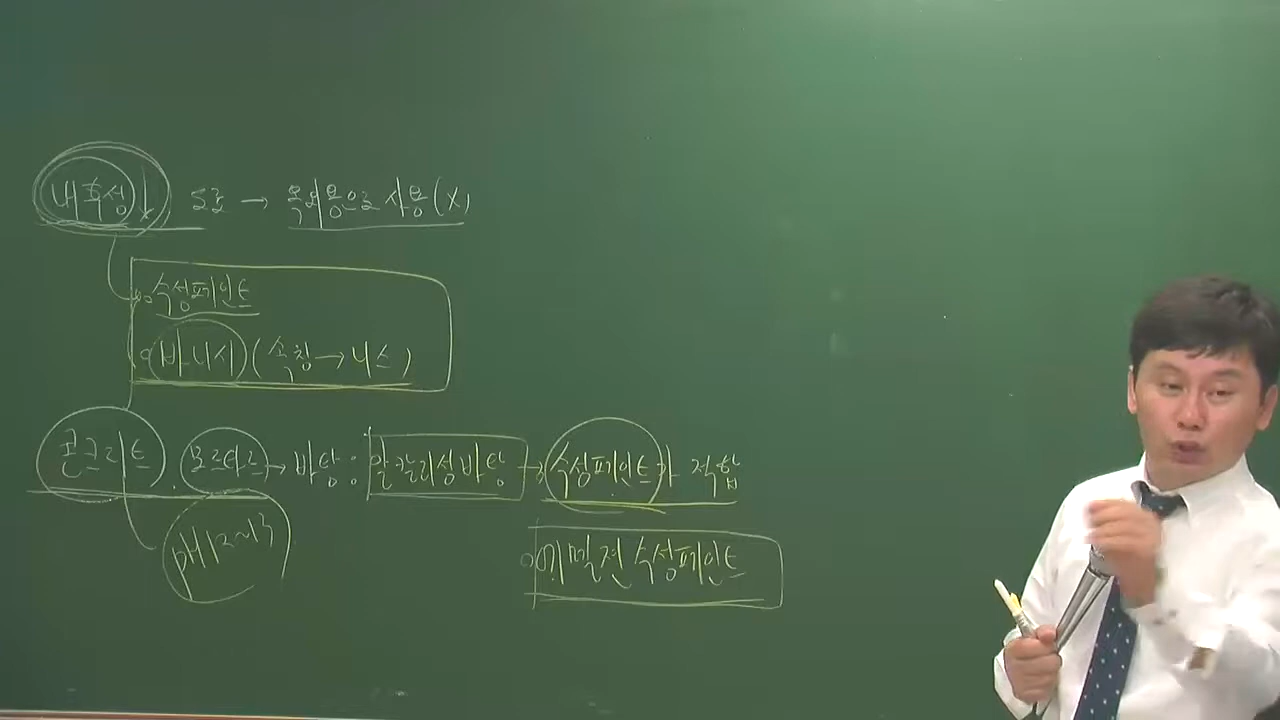 내후성↓ 도료 → 옥외용으로 사용(X)
수성페인트
바니시(속칭→니스)
콘크리트, 모르타르→바탕: 알칼리성바탕→수성페인트가 적합
pH12~13
에멀젼 수성페인트